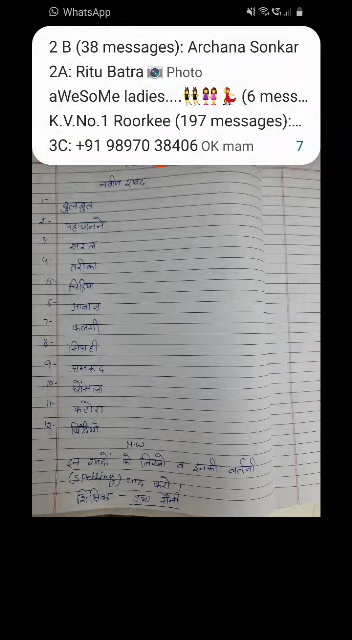 WhatsApp
2 B (38 messages): Archana Sonkar
2A: Ritu Batra 📷 Photo
aWeSoMe ladies....👯👭💃 (6 mess...
K.V.No.1 Roorkee (197 messages):...
3C: +91 98970 38406 OK mam 7
नवीन शब्द
1- बुलबुल
2- पहचानने
3- सरल
4- तरीका
5- चिड़िया
6-
7- कलगी
8- सिपाही
9-
10- घोंसला
11- कटोरा
12-
H.W
इन शब्दों को लिखो व इनकी वर्तनी
(spelling) याद करो ।
शिक्षिका - सैनी